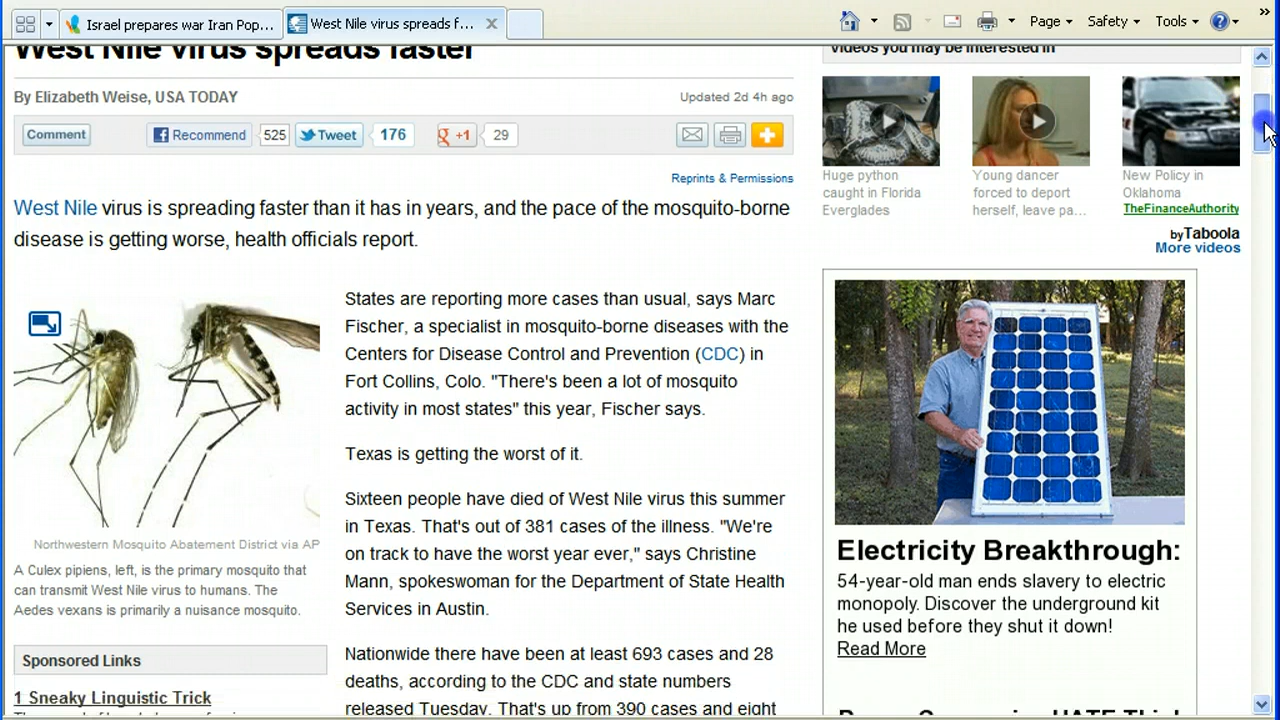 Israel prepares war Iran Pop...
West Nile virus spreads f...
Page
Safety
Tools
West Nile virus spreads faster
By Elizabeth Weise, USA TODAY
Updated 2d 4h ago
Comment
Recommend
525
Tweet
176
+1
29
Reprints & Permissions
West Nile virus is spreading faster than it has in years, and the pace of the mosquito-borne
disease is getting worse, health officials report.
States are reporting more cases than usual, says Marc
Fischer, a specialist in mosquito-borne diseases with the
Centers for Disease Control and Prevention (CDC) in
Fort Collins, Colo. "There's been a lot of mosquito
activity in most states" this year, Fischer says.
Texas is getting the worst of it.
Sixteen people have died of West Nile virus this summer
in Texas. That's out of 381 cases of the illness. "We're
on track to have the worst year ever," says Christine
Mann, spokeswoman for the Department of State Health
Services in Austin.
Nationwide there have been at least 693 cases and 28
deaths, according to the CDC and state numbers
released Tuesday. That's up from 390 cases and eight
Northwestern Mosquito Abatement District via AP
A Culex pipiens, left, is the primary mosquito that
can transmit West Nile virus to humans. The
Aedes vexans is primarily a nuisance mosquito.
Sponsored Links
1 Sneaky Linguistic Trick
Videos you may be interested in
Huge python
caught in Florida
Everglades
Young dancer
forced to deport
herself, leave pa...
New Policy in
Oklahoma
TheFinanceAuthority
by Taboola
More videos
Electricity Breakthrough:
54-year-old man ends slavery to electric
monopoly. Discover the underground kit
he used before they shut it down!
Read More